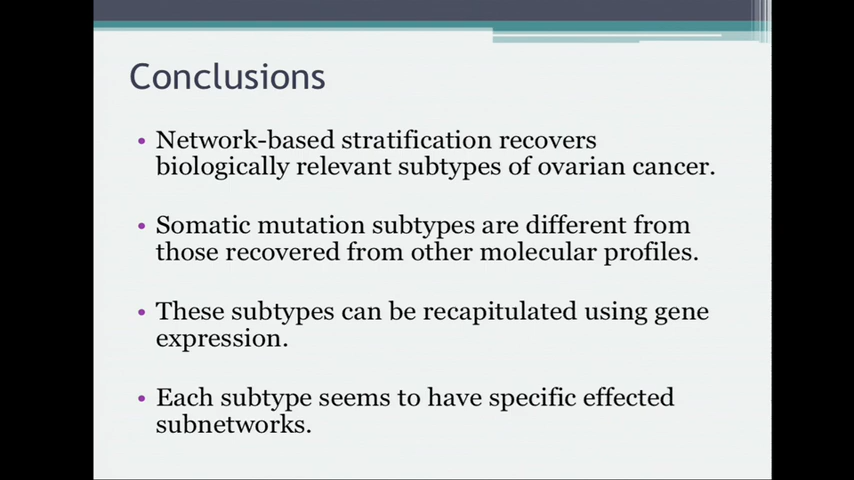 Conclusions
• Network-based stratification recovers
biologically relevant subtypes of ovarian cancer.
• Somatic mutation subtypes are different from
those recovered from other molecular profiles.
• These subtypes can be recapitulated using gene
expression.
• Each subtype seems to have specific effected
subnetworks.